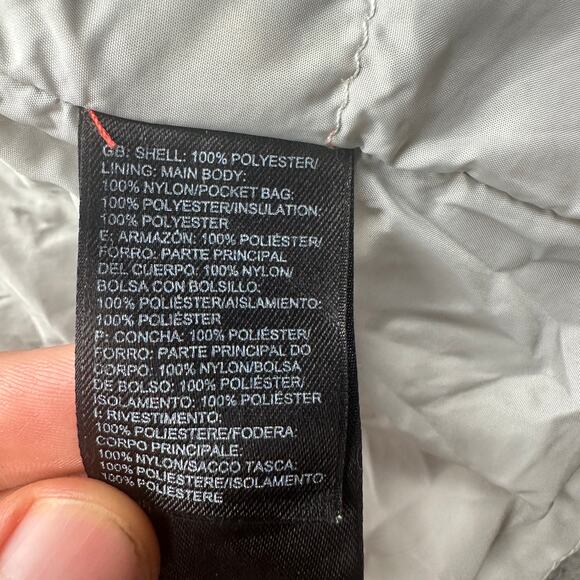 GB: SHELL: 100% POLYESTER/
LINING: MAIN BODY:
100% NYLON/POCKET BAG:
100% POLYESTER/INSULATION:
100% POLYESTER
E: ARMAZÓN: 100% POLIÉSTER/
FORRO: PARTE PRINCIPAL
DEL CUERPO: 100% NYLON/
BOLSA CON BOLSILLO:
100% POLIÉSTER/AISLAMIENTO:
100% POLIÉSTER
P: CONCHA: 100% POLIÉSTER/
FORRO: PARTE PRINCIPAL DO
CORPO: 100% NYLON/BOLSA
DE BOLSO: 100% POLIÉSTER/
ISOLAMENTO: 100% POLIÉSTER
I: RIVESTIMENTO:
100% POLIESTERE/FODERA:
CORPO PRINCIPALE:
100% NYLON/SACCO TASCA:
100% POLIESTERE/ISOLAMENTO:
100% POLIESTERE